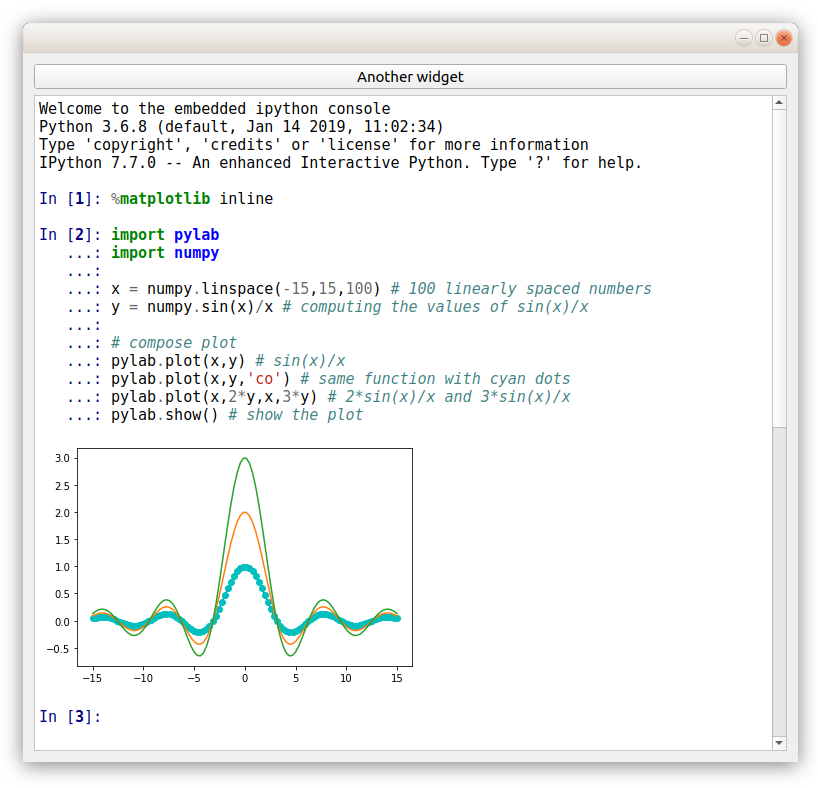 Another widget
Welcome to the embedded ipython console
Python 3.6.8 (default, Jan 14 2019, 11:02:34)
Type 'copyright', 'credits' or 'license' for more information
IPython 7.7.0 -- An enhanced Interactive Python. Type '?' for help.
In [1]: %matplotlib inline
In [2]: import pylab
   ...: import numpy
   ...:
   ...: x = numpy.linspace(-15,15,100) # 100 linearly spaced numbers
   ...: y = numpy.sin(x)/x # computing the values of sin(x)/x
   ...:
   ...: # compose plot
   ...: pylab.plot(x,y) # sin(x)/x
   ...: pylab.plot(x,y,'co') # same function with cyan dots
   ...: pylab.plot(x,2*y,x,3*y) # 2*sin(x)/x and 3*sin(x)/x
   ...: pylab.show() # show the plot
3.0
2.5
2.0
1.5
1.0
0.5
0.0
−0.5
−15 −10 −5 0 5 10 15
In [3]: